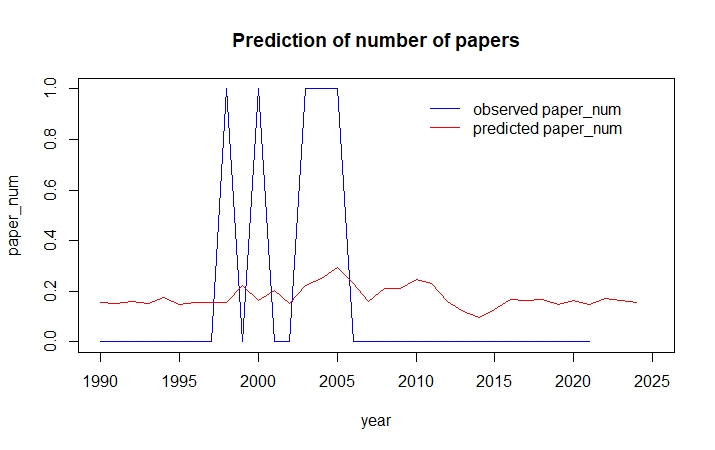 Prediction of number of papers
observed paper_num
predicted paper_num
paper_num
1.0
0.8
0.6
0.4
0.2
0.0
1990 1995 2000 2005 2010 2015 2020 2025
year